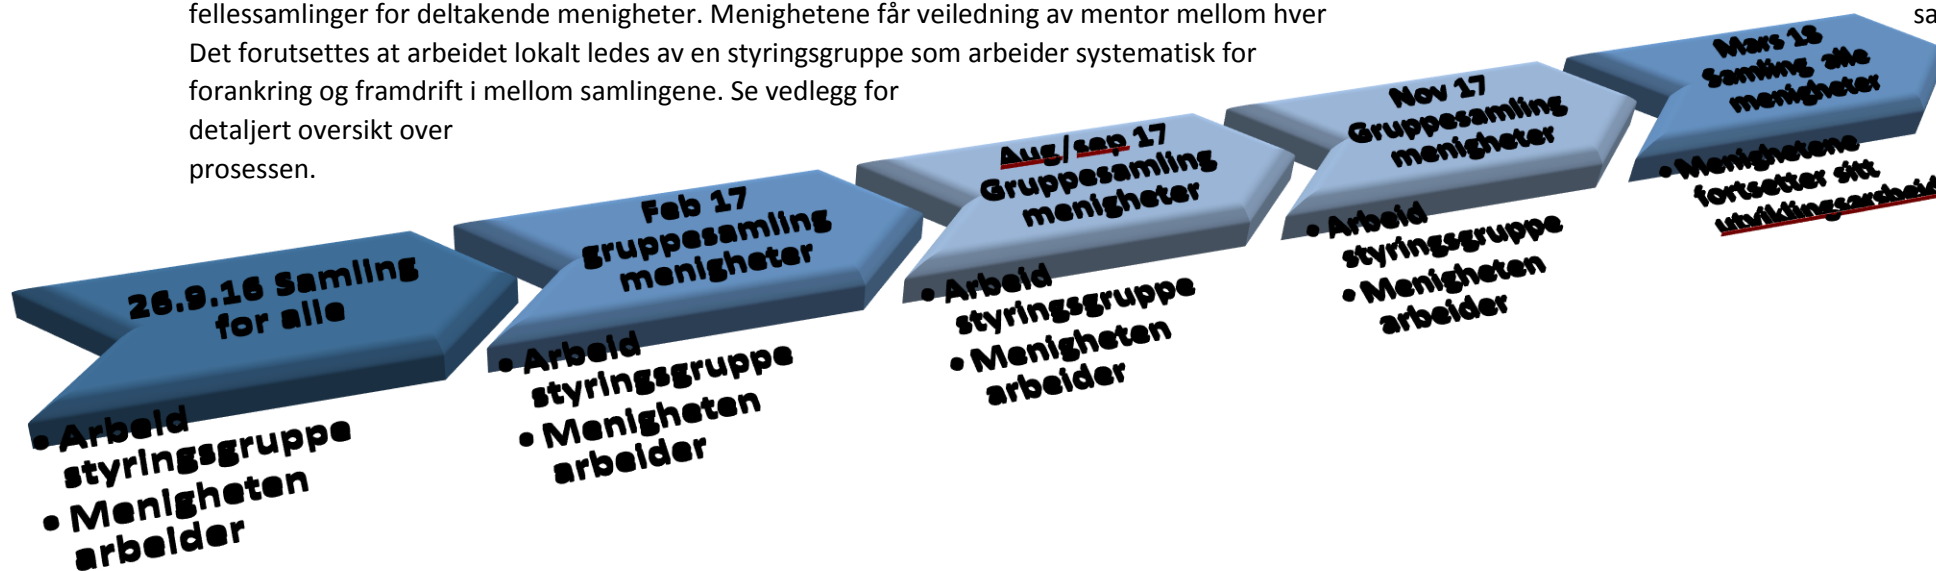 fellessamlinger for deltakende menigheter. Menighetene får veiledning av mentor mellom hver sa
Det forutsettes at arbeidet lokalt ledes av en styringsgruppe som arbeider systematisk for
forankring og framdrift i mellom samlingene. Se vedlegg for
detaljert oversikt over
prosessen.
26.9.16 Samling
for alle
• Arbeid
styringsgruppe
• Menigheten
arbeider
Feb 17
gruppesamling
menigheter
• Arbeid
styringsgruppe
• Menigheten
arbeider
Aug/sep 17
Gruppesamling
menigheter
• Arbeid
styringsgruppe
• Menigheten
arbeider
Nov 17
Gruppesamling
menigheter
• Arbeid
styringsgruppe
• Menigheten
arbeider
Mars 18
Samling alle
menigheter
• Menighetene
fortsetter sitt